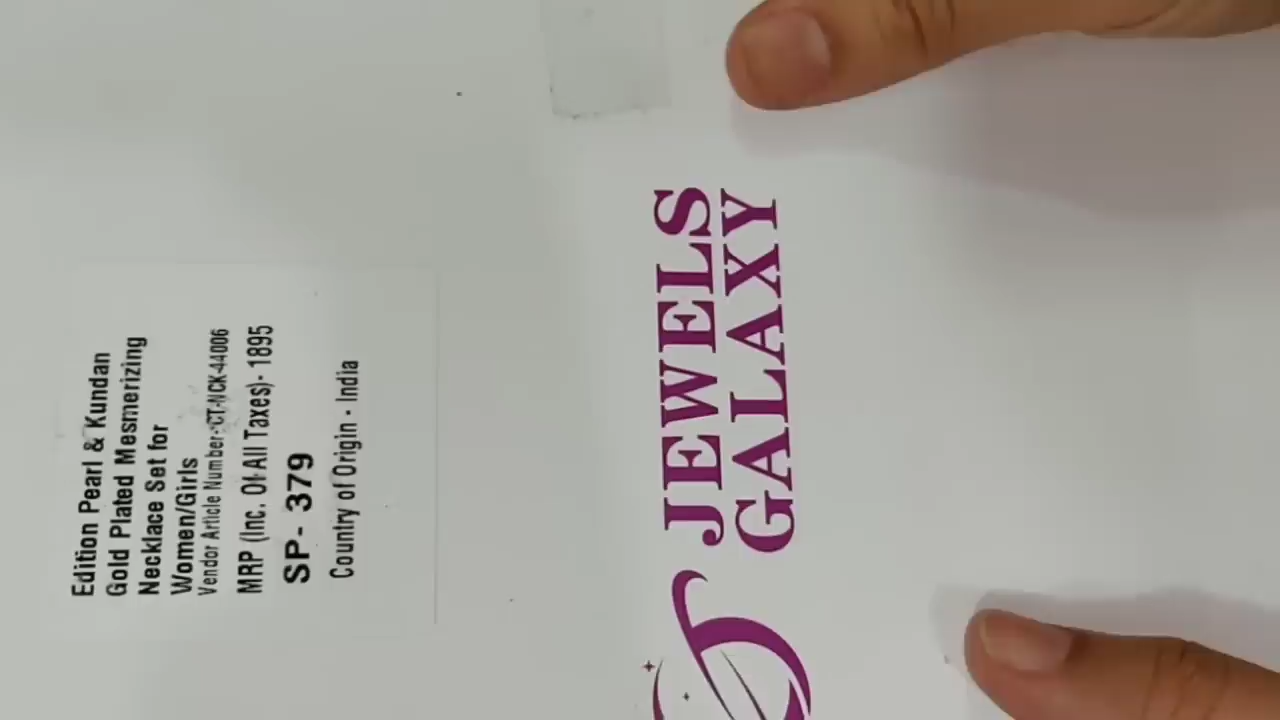 Edition Pearl & Kundan
Gold Plated Mesmerizing
Necklace Set for
Women/Girls
Vendor Article Number-CT-NCK-44006
MRP (Inc. Of All Taxes)- 1895
SP- 379
Country of Origin - India
JEWELS
GALAXY